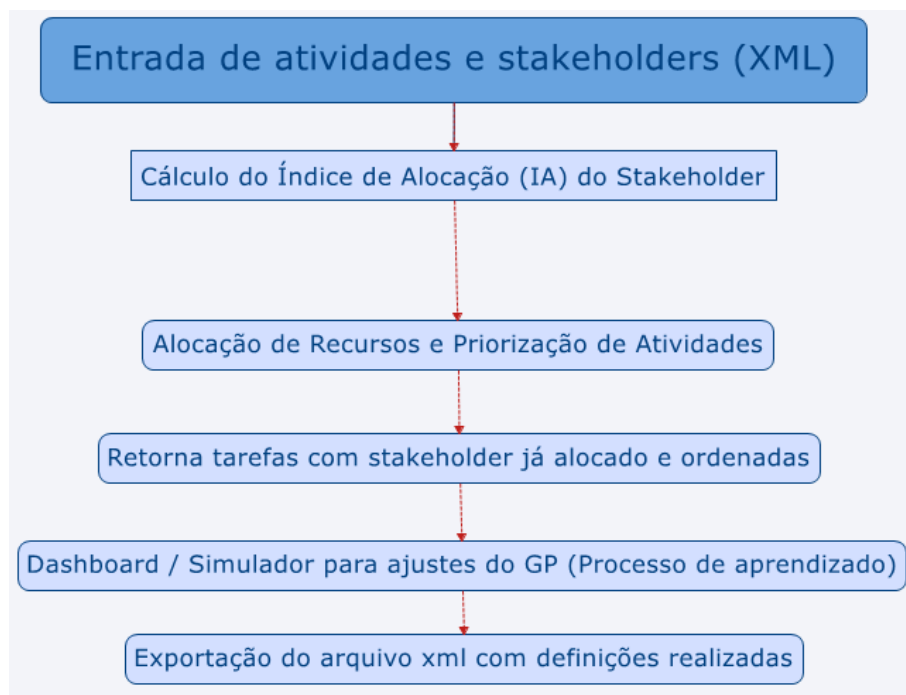 Entrada de atividades e stakeholders (XML)
Cálculo do Índice de Alocação (IA) do Stakeholder
Alocação de Recursos e Priorização de Atividades
Retorna tarefas com stakeholder já alocado e ordenadas
Dashboard / Simulador para ajustes do GP (Processo de aprendizado)
Exportação do arquivo xml com definições realizadas